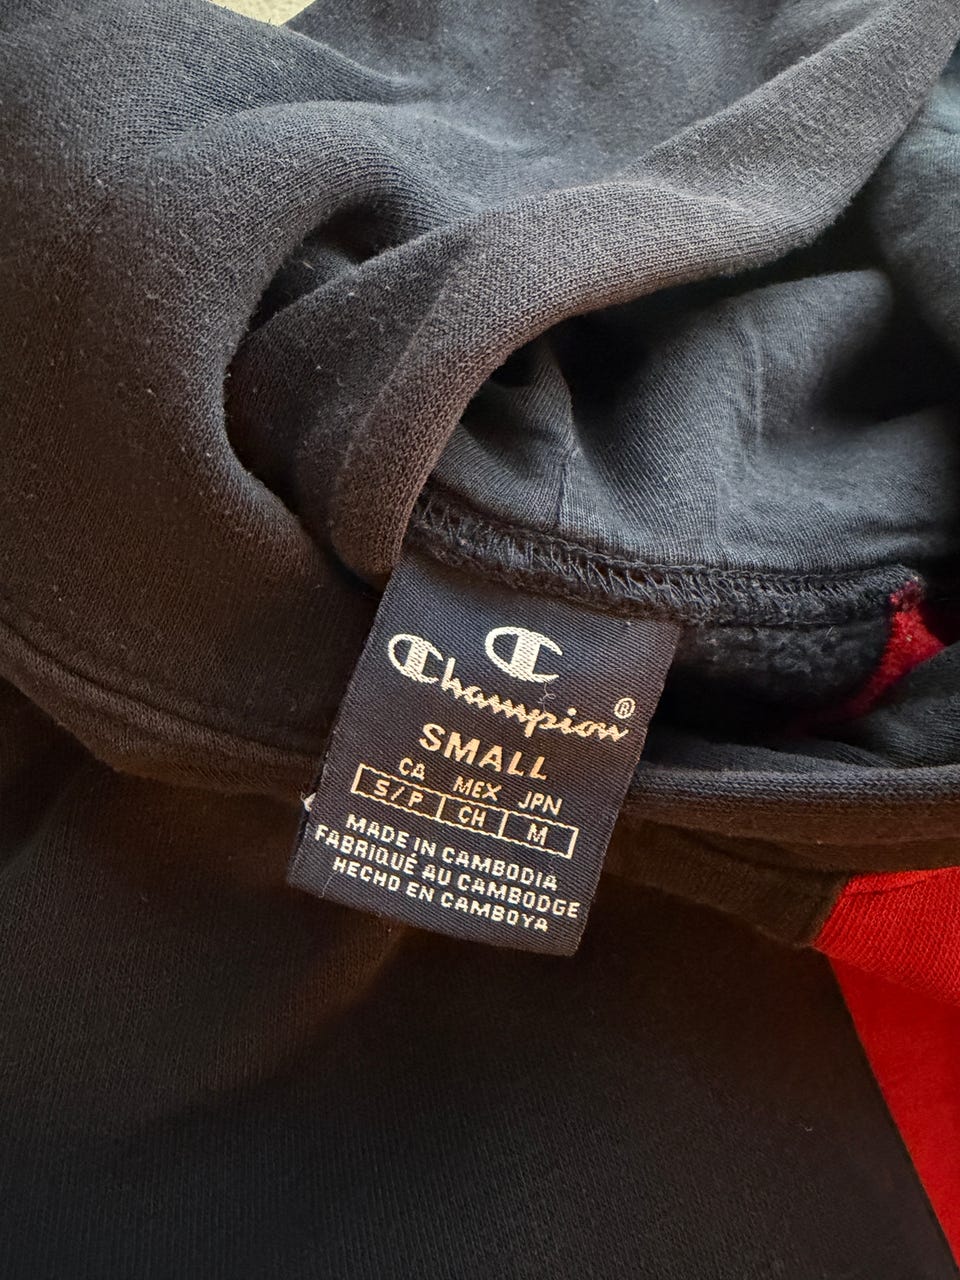 Champion®
SMALL
CA MEX JPN
S/P CH M
MADE IN CAMBODIA
FABRIQUÉ AU CAMBODGE
HECHO EN CAMBOYA